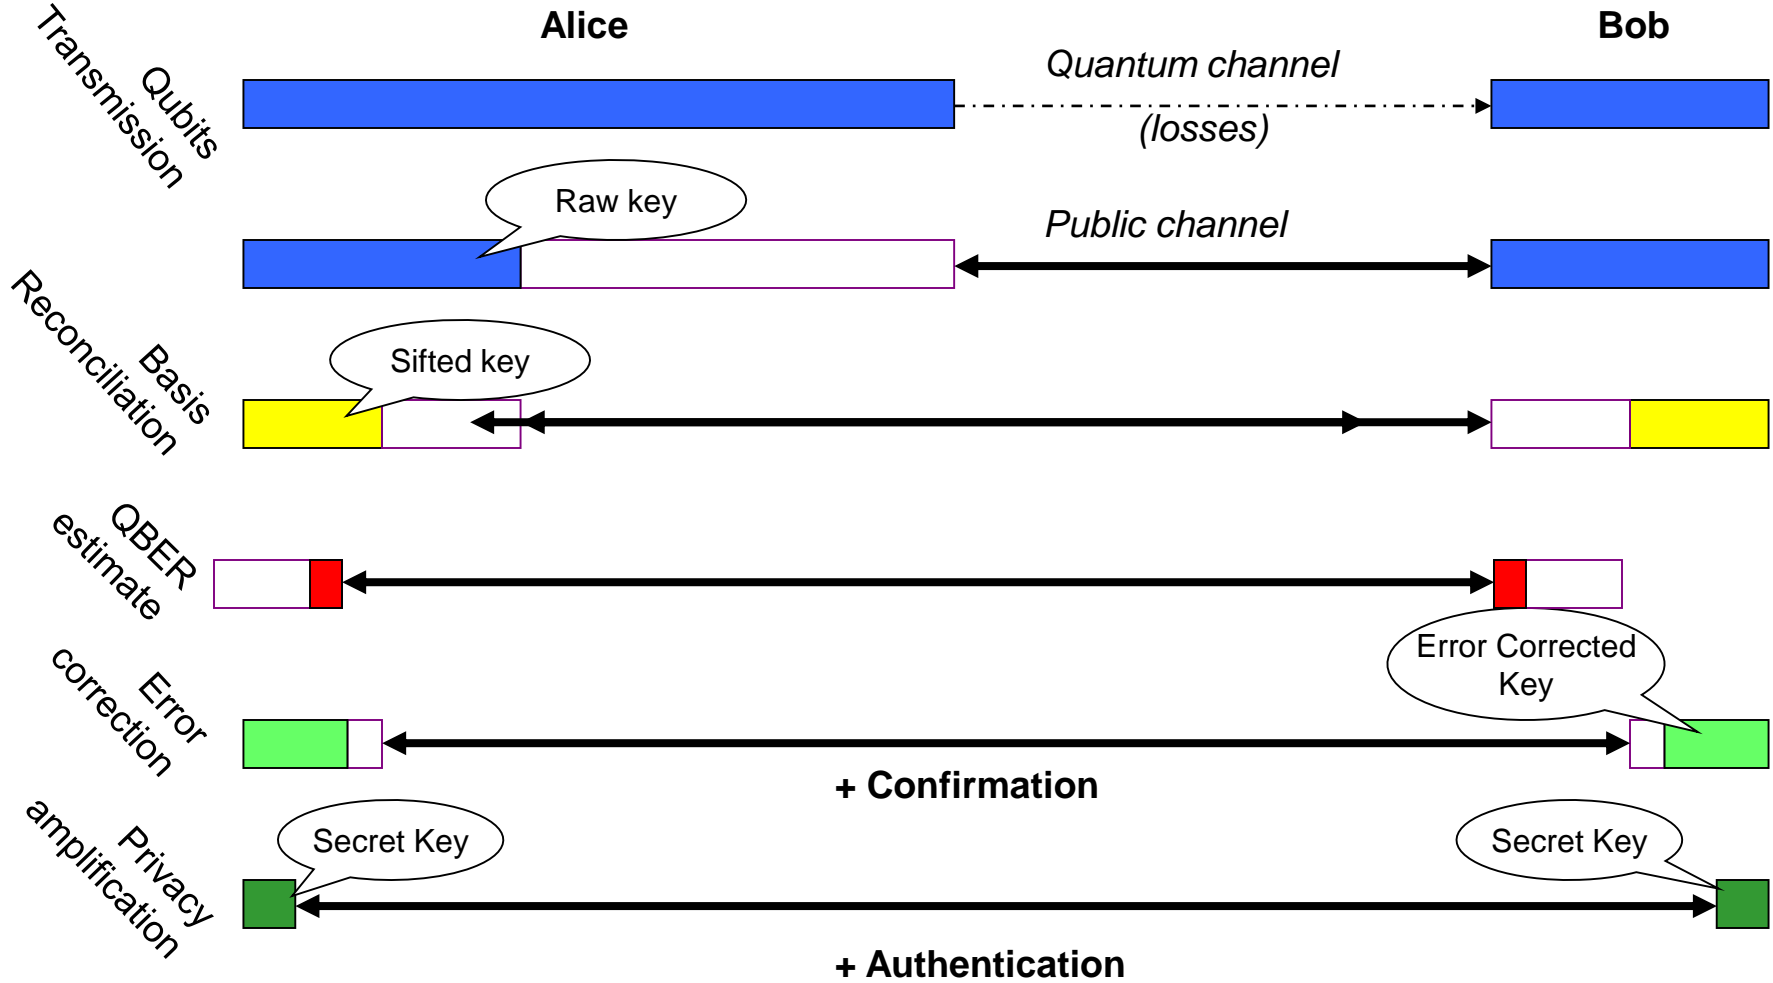 Alice
Bob
Qubits
Transmission
Quantum channel
(losses)
Raw key
Public channel
Basis
Reconciliation
Sifted key
QBER
estimate
Error Corrected
Key
Error
correction
+ Confirmation
Privacy
amplification
Secret Key
Secret Key
+ Authentication